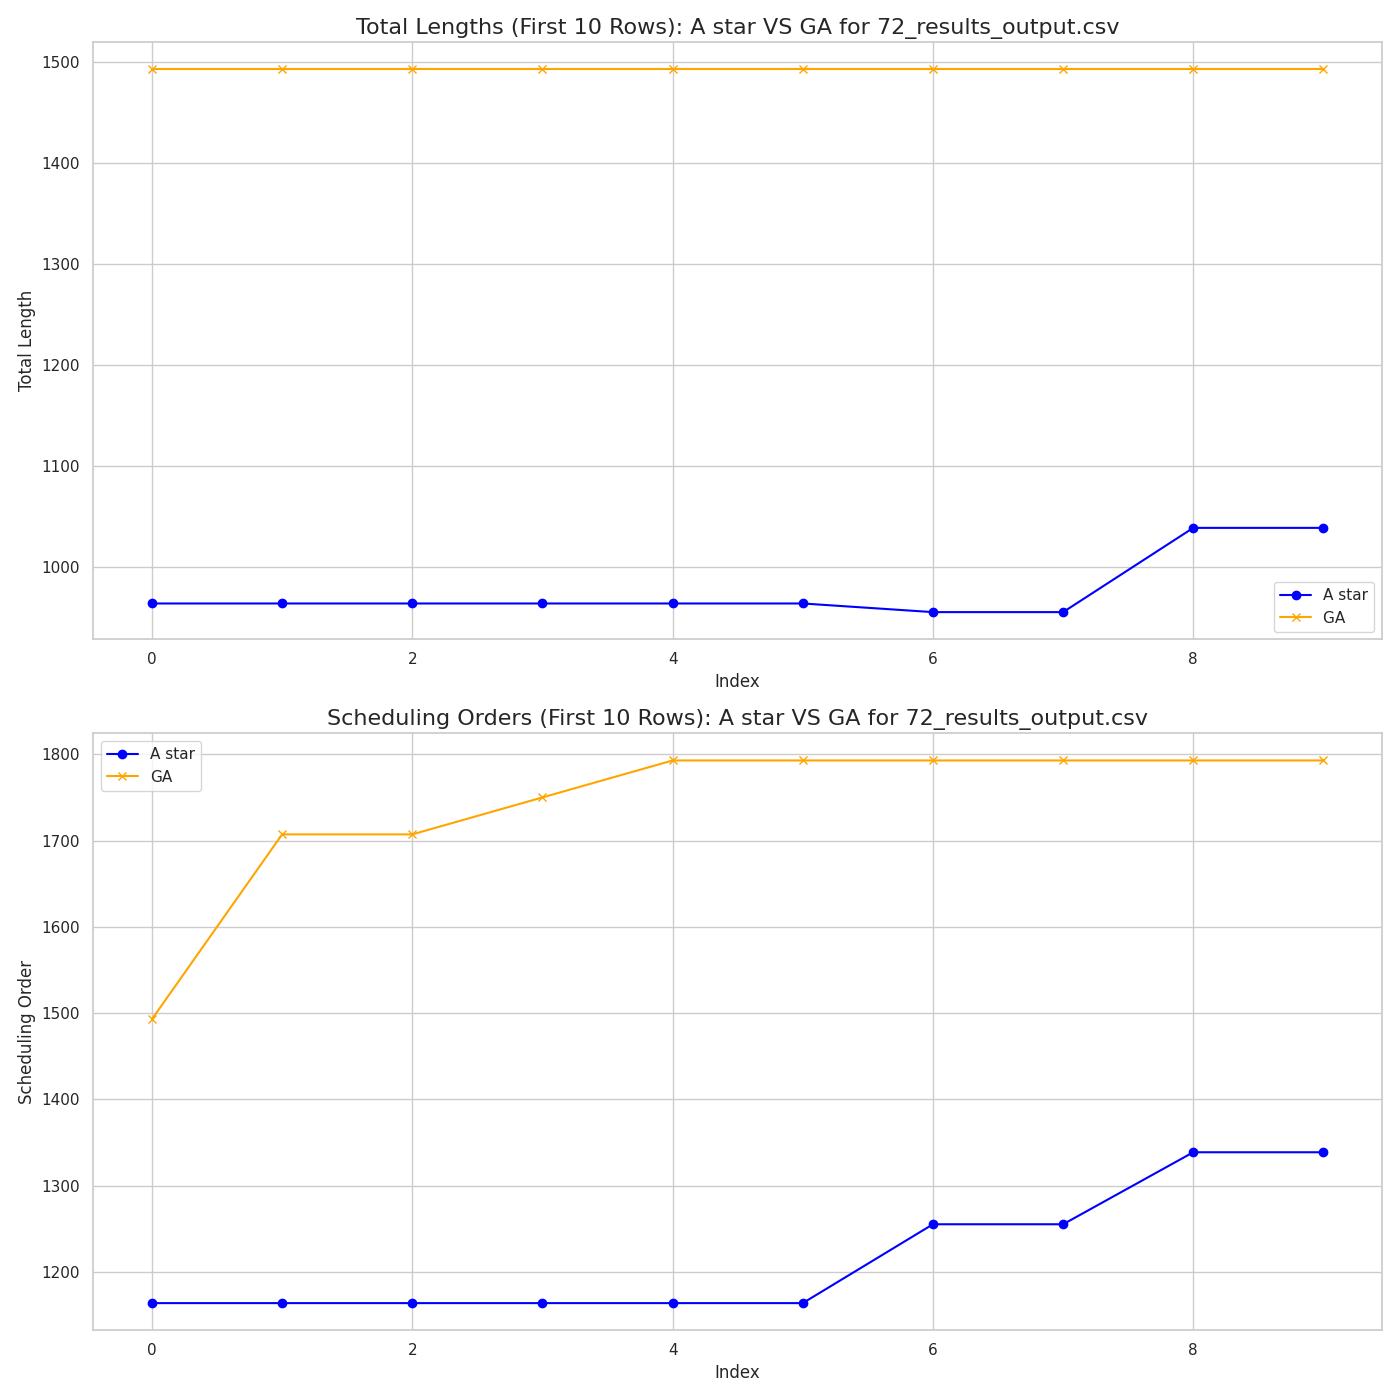 Total Lengths (First 10 Rows): A star VS GA for 72_results_output.csv
1500
1400
1300
1200
1100
1000
Total Length
A star
GA
0 2 4 6 8
Index
Scheduling Orders (First 10 Rows): A star VS GA for 72_results_output.csv
A star
GA
1800
1700
1600
1500
1400
1300
1200
Scheduling Order
0 2 4 6 8
Index